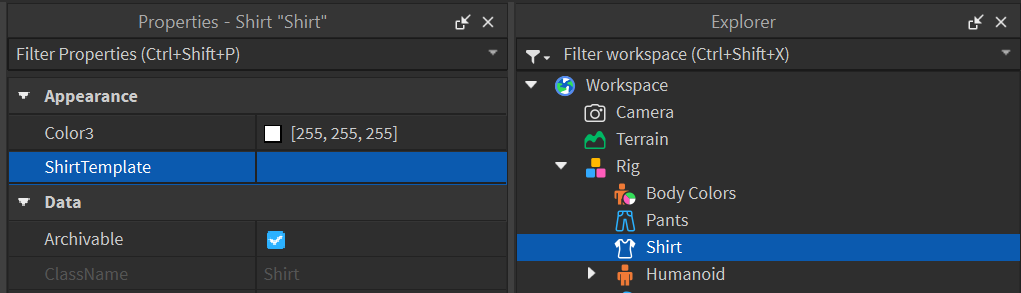 Properties - Shirt "Shirt"
Filter Properties (Ctrl+Shift+P)
Appearance
Color3 [255, 255, 255]
ShirtTemplate
Data
Archivable
ClassName Shirt
Explorer
Filter workspace (Ctrl+Shift+X)
Workspace
Camera
Terrain
Rig
Body Colors
Pants
Shirt
Humanoid